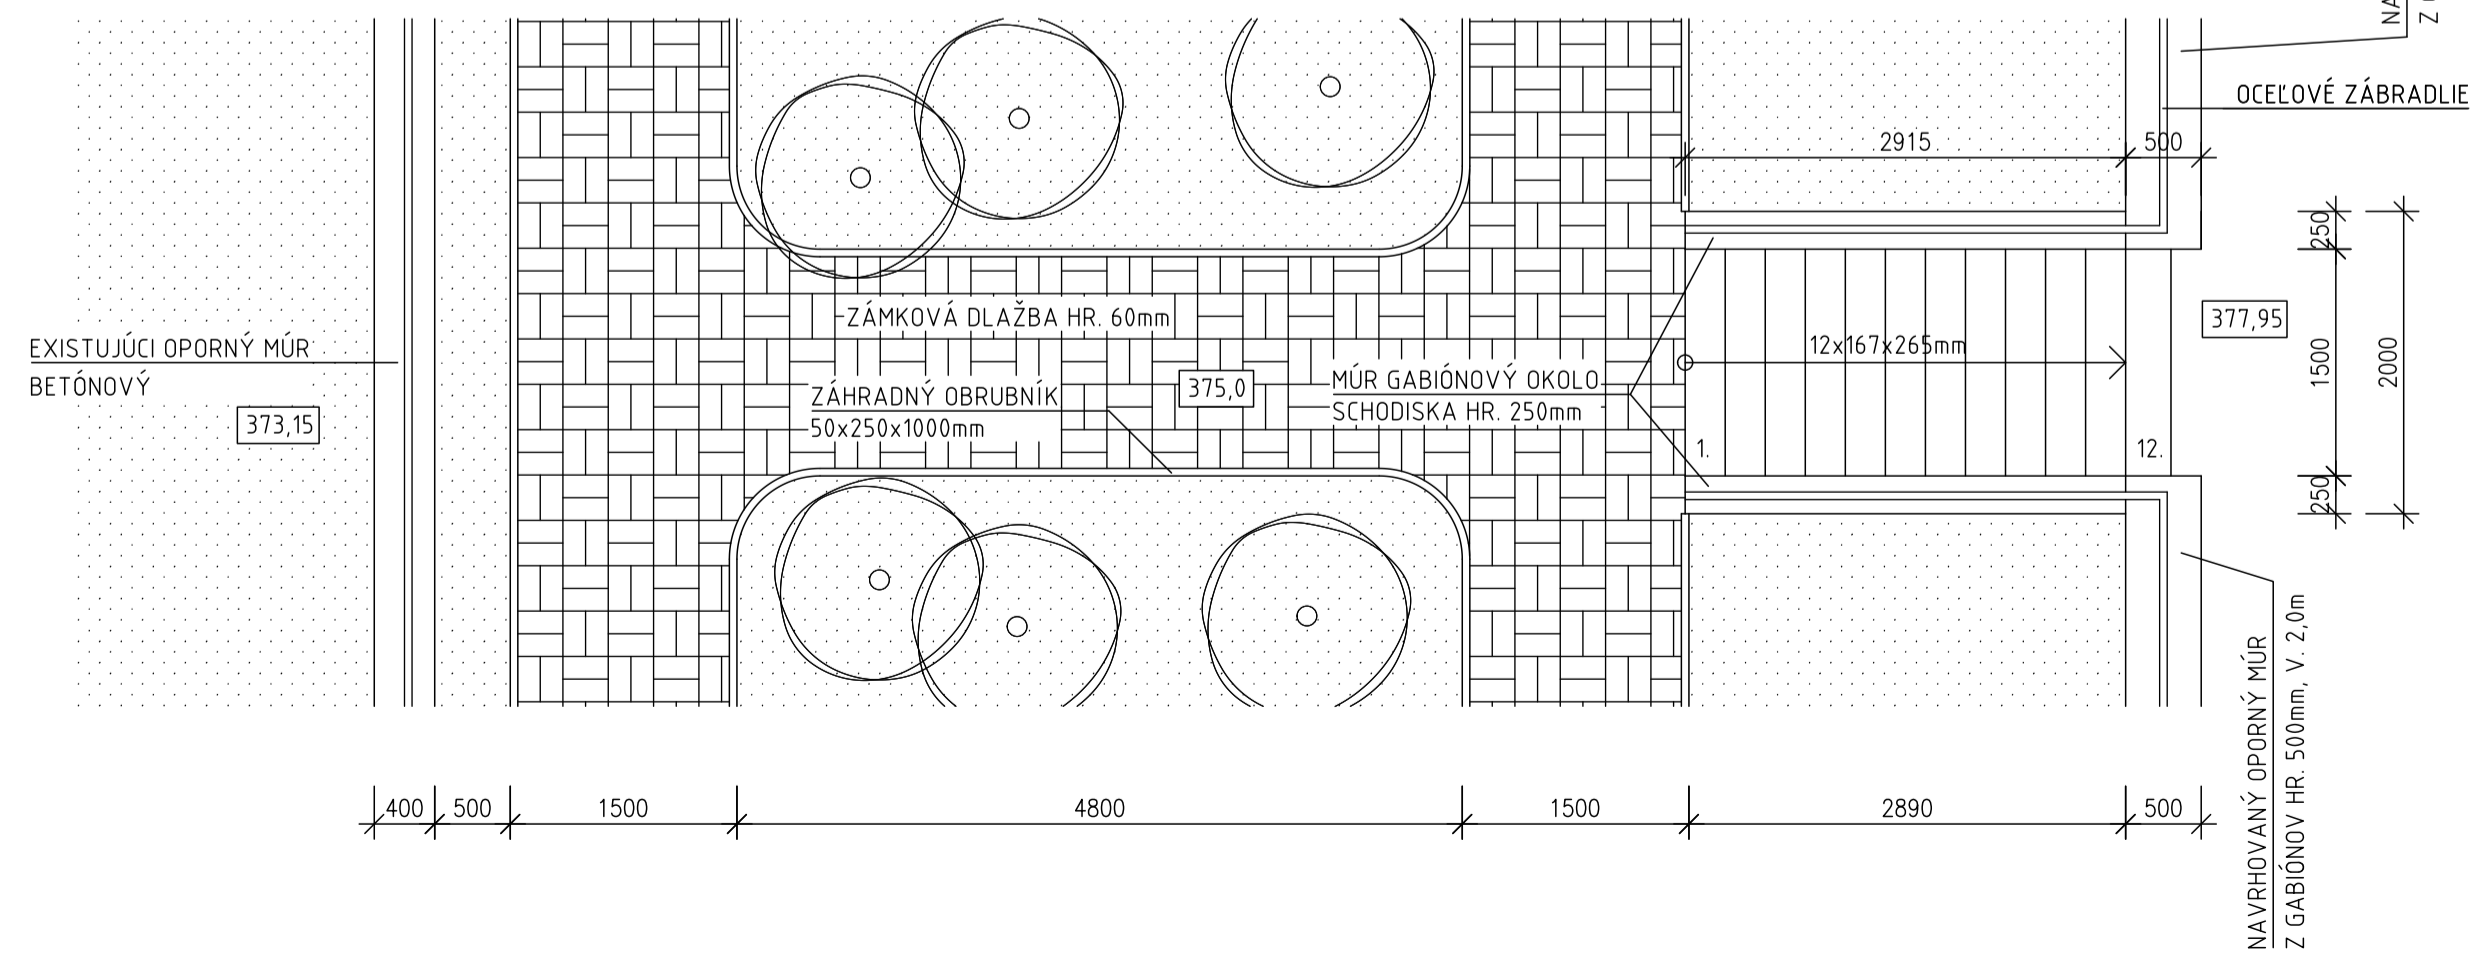 NA
Z
OCEĽOVÉ ZÁBRADLIE
2915
500
250
ZÁMKOVÁ DLAŽBA HR. 60mm
377,95
EXISTUJÚCI OPORNÝ MÚR
BETÓNOVÝ
12x167x265mm
1500
2000
ZÁHRADNÝ OBRUBNÍK
50x250x1000mm
375,0
MÚR GABIÓNOVÝ OKOLO
SCHODISKA HR. 250mm
373,15
1.
12.
250
NAVRHOVANÝ OPORNÝ MÚR
Z GABIÓNOV HR. 500mm, V. 2,0m
400
500
1500
4800
1500
2890
500